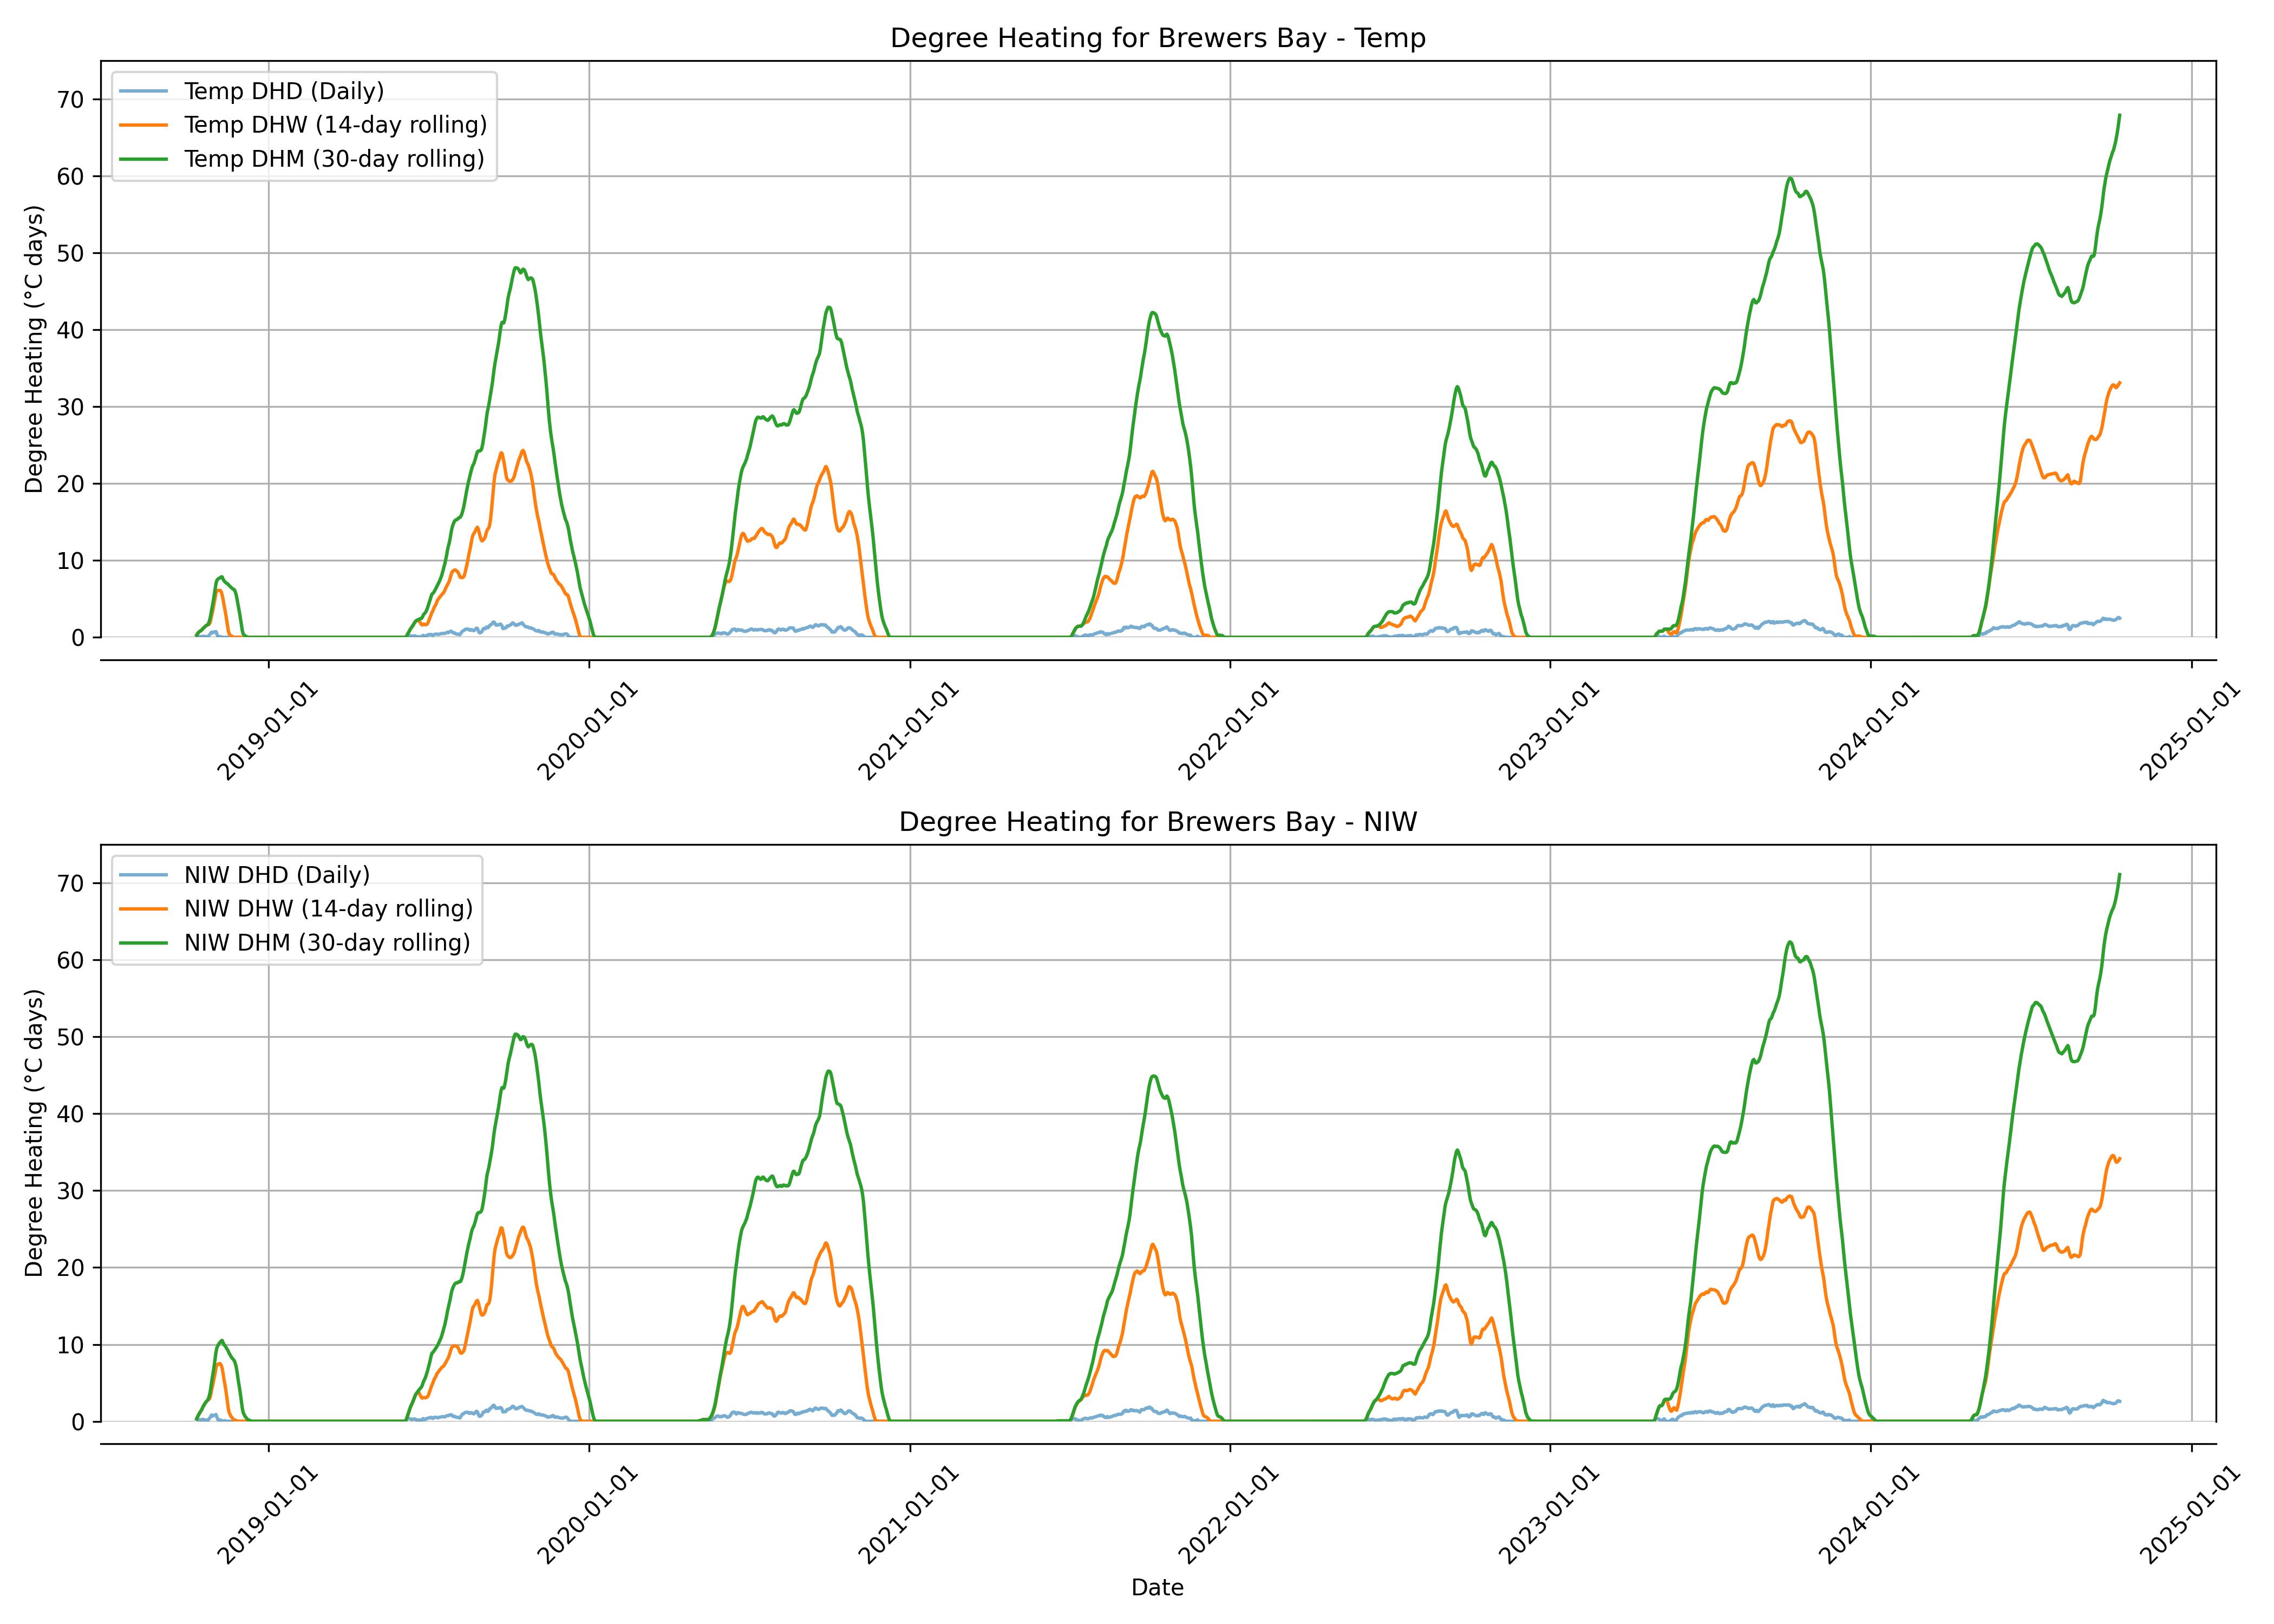 Degree Heating for Brewers Bay - Temp
Temp DHD (Daily)
Temp DHW (14-day rolling)
Temp DHM (30-day rolling)
Degree Heating (°C days)
70
60
50
40
30
20
10
0
2019-01-01
2020-01-01
2021-01-01
2022-01-01
2023-01-01
2024-01-01
2025-01-01
Degree Heating for Brewers Bay - NIW
NIW DHD (Daily)
NIW DHW (14-day rolling)
NIW DHM (30-day rolling)
Degree Heating (°C days)
70
60
50
40
30
20
10
0
2019-01-01
2020-01-01
2021-01-01
2022-01-01
2023-01-01
2024-01-01
2025-01-01
Date